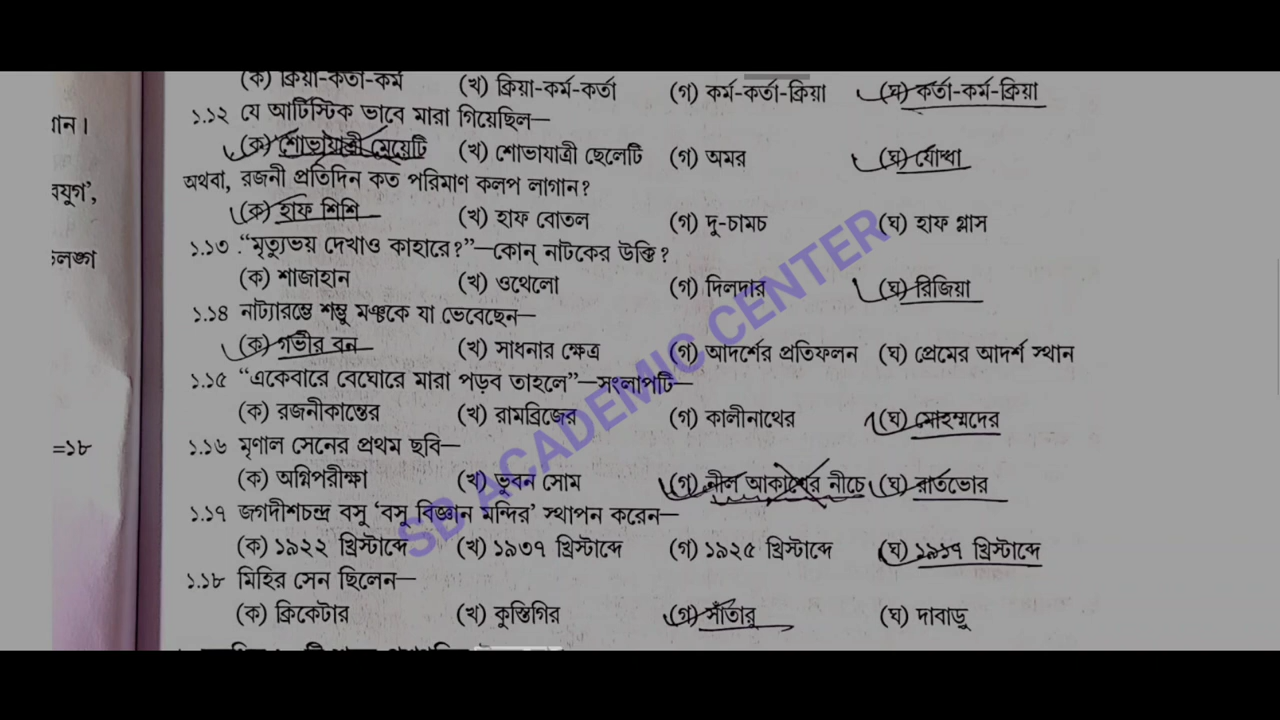 (ক) ক্রিয়া-কর্তা-কর্ম (খ) ক্রিয়া-কর্ম-কর্তা (গ) কর্ম-কর্তা-ক্রিয়া (ঘ) কর্তা-কর্ম-ক্রিয়া
১.১২ যে আর্টিস্টিক ভাবে মারা গিয়েছিল—
(ক) শোভাযাত্রী মেয়েটি (খ) শোভাযাত্রী ছেলেটি (গ) অমর (ঘ) যোদ্ধা
অথবা, রজনী প্রতিদিন কত পরিমাণ কলপ লাগান?
(ক) হাফ শিশি (খ) হাফ বোতল (গ) দু-চামচ (ঘ) হাফ গ্লাস
১.১৩ “মৃত্যুভয় দেখাও কাহারে?”—কোন্ নাটকের উক্তি?
(ক) শাজাহান (খ) ওথেলো (গ) দিলদার (ঘ) রিজিয়া
১.১৪ নাট্যারম্ভে শম্ভু মঞ্চকে যা ভেবেছেন—
(ক) গভীর বন (খ) সাধনার ক্ষেত্র (গ) আদর্শের প্রতিফলন (ঘ) প্রেমের আদর্শ স্থান
১.১৫ “একেবারে বেঘোরে মারা পড়ব তাহলে”—সংলাপটি—
(ক) রজনীকান্তের (খ) রামব্রিজের (গ) কালীনাথের (ঘ) মোহম্মদের
১.১৬ মৃণাল সেনের প্রথম ছবি—
(ক) অগ্নিপরীক্ষা (খ) ভুবন সোম (গ) নীল আকাশের নীচে (ঘ) রাতভোর
১.১৭ জগদীশচন্দ্র বসু ‘বসু বিজ্ঞান মন্দির’ স্থাপন করেন—
(ক) ১৯২২ খ্রিস্টাব্দে (খ) ১৯৩৭ খ্রিস্টাব্দে (গ) ১৯২৫ খ্রিস্টাব্দে (ঘ) ১৯১৭ খ্রিস্টাব্দে
১.১৮ মিহির সেন ছিলেন—
(ক) ক্রিকেটার (খ) কুস্তিগির (গ) সাঁতারু (ঘ) দাবাড়ু
=১৮
SB ACADEMIC CENTER